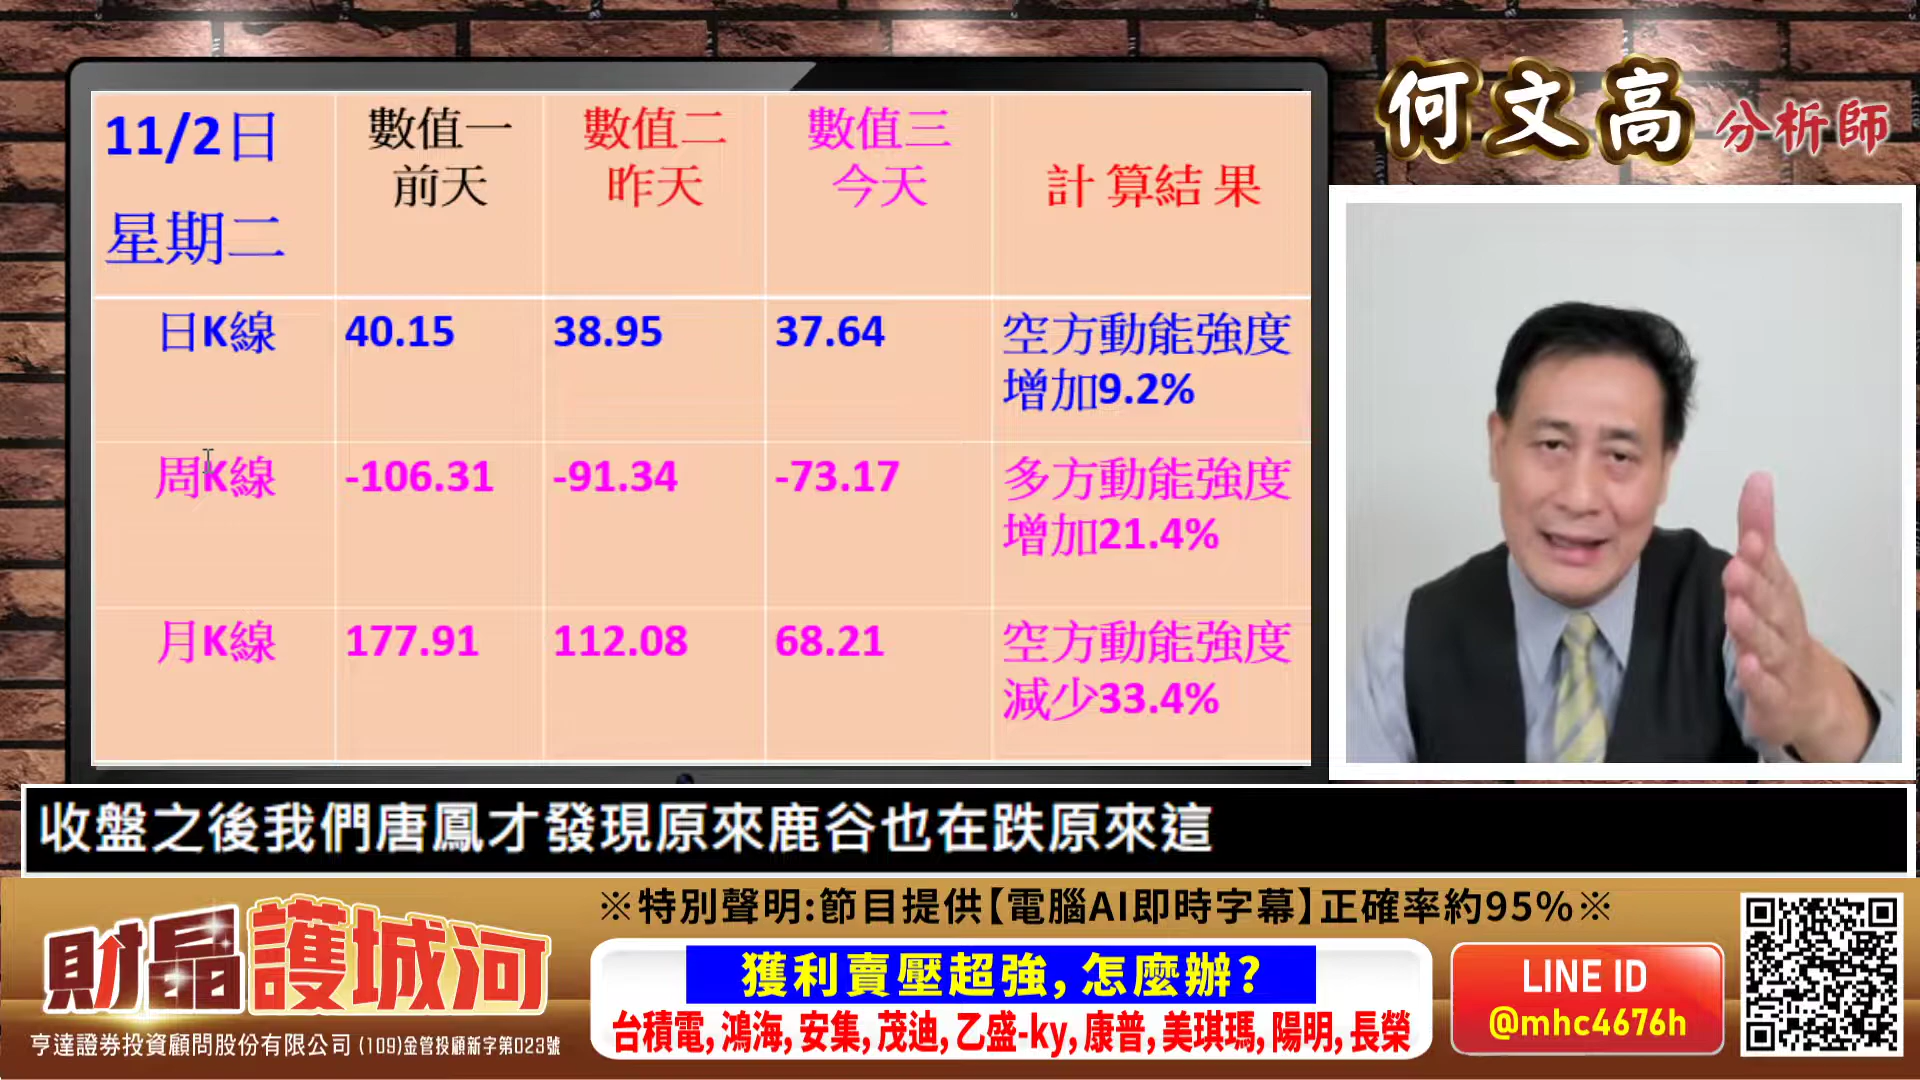 何文高 分析師
11/2日
星期二
數值一
前天
數值二
昨天
數值三
今天
計 算結 果
日K線 40.15 38.95 37.64 空方動能強度
增加9.2%
周K線 -106.31 -91.34 -73.17 多方動能強度
增加21.4%
月K線 177.91 112.08 68.21 空方動能強度
減少33.4%
收盤之後我們唐鳳才發現原來鹿谷也在跌原來這
※特別聲明:節目提供【電腦AI即時字幕】正確率約95%※
財晶護城河
亨達證券投資顧問股份有限公司 (109)金管投顧新字第023號
獲利賣壓超強,怎麼辦?
台積電,鴻海,安集,茂迪,乙盛-ky,康普,美琪瑪,陽明,長榮
LINE ID
@mhc4676h